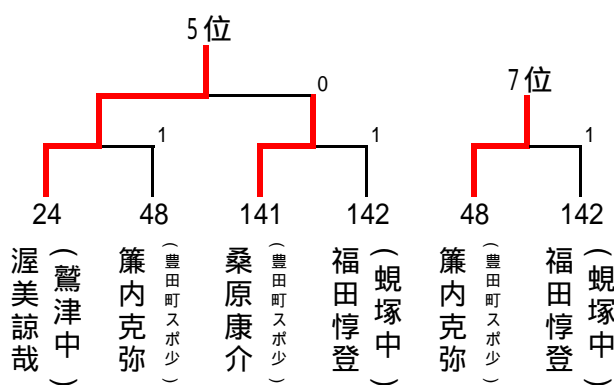 5位
7位
0
1
1
1
24
48
141
142
48
142
渥美諒哉
(鷲津中)
簾内克弥
(豊田町スポ少)
桑原康介
(豊田町スポ少)
福田惇登
(蜆塚中)
簾内克弥
(豊田町スポ少)
福田惇登
(蜆塚中)